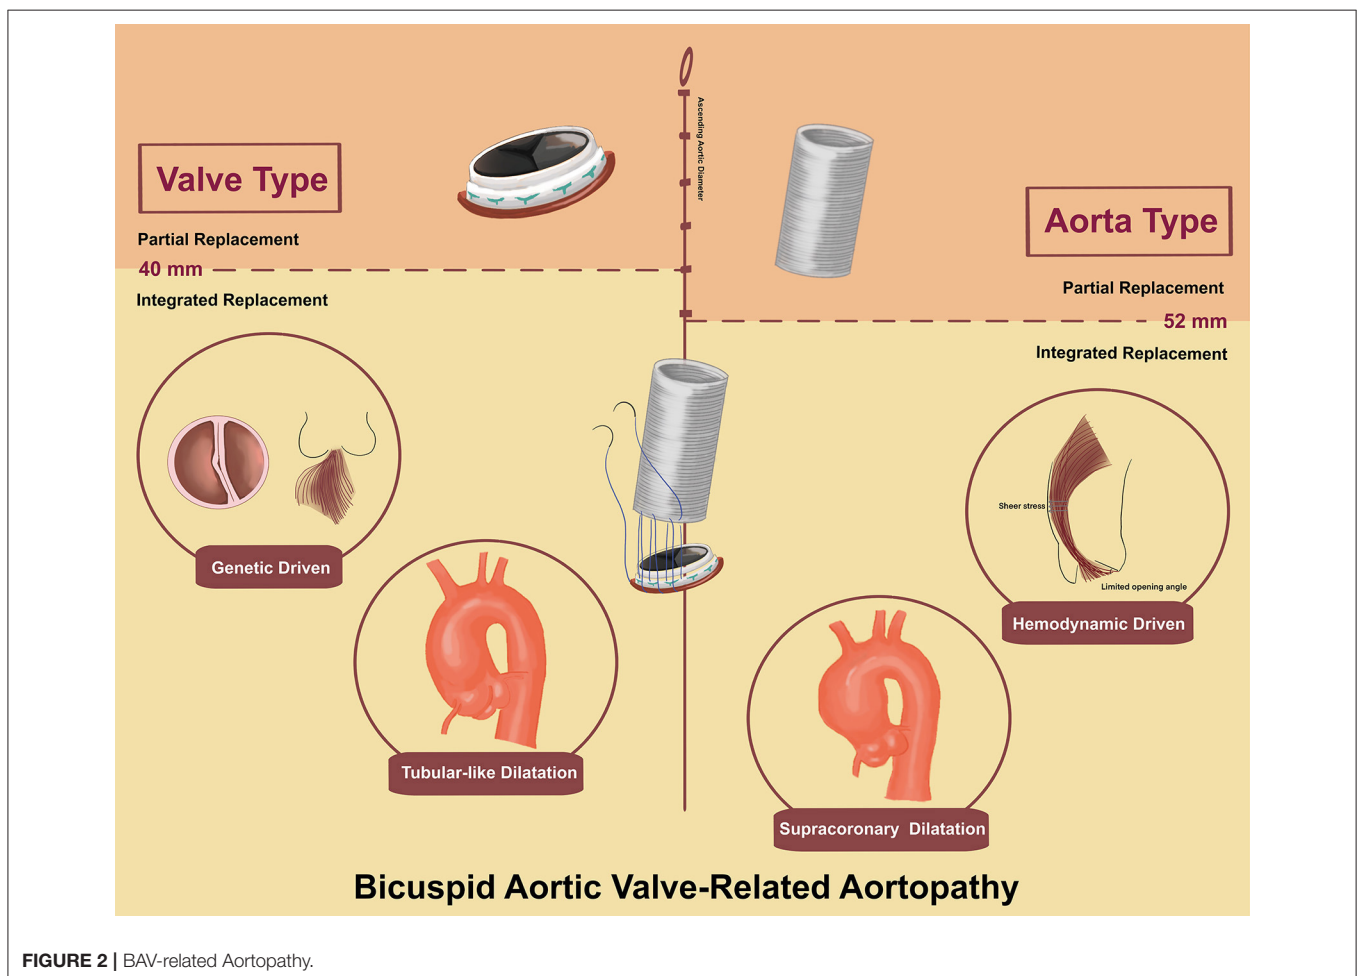 Ascending Aortic Diameter
Valve Type
Partial Replacement
40 mm
Integrated Replacement
Aorta Type
Partial Replacement
52 mm
Integrated Replacement
Genetic Driven
Sheer stress
Limited opening angle
Hemodynamic Driven
Tubular-like Dilatation
Supracoronary Dilatation
Bicuspid Aortic Valve-Related Aortopathy
FIGURE 2 | BAV-related Aortopathy.